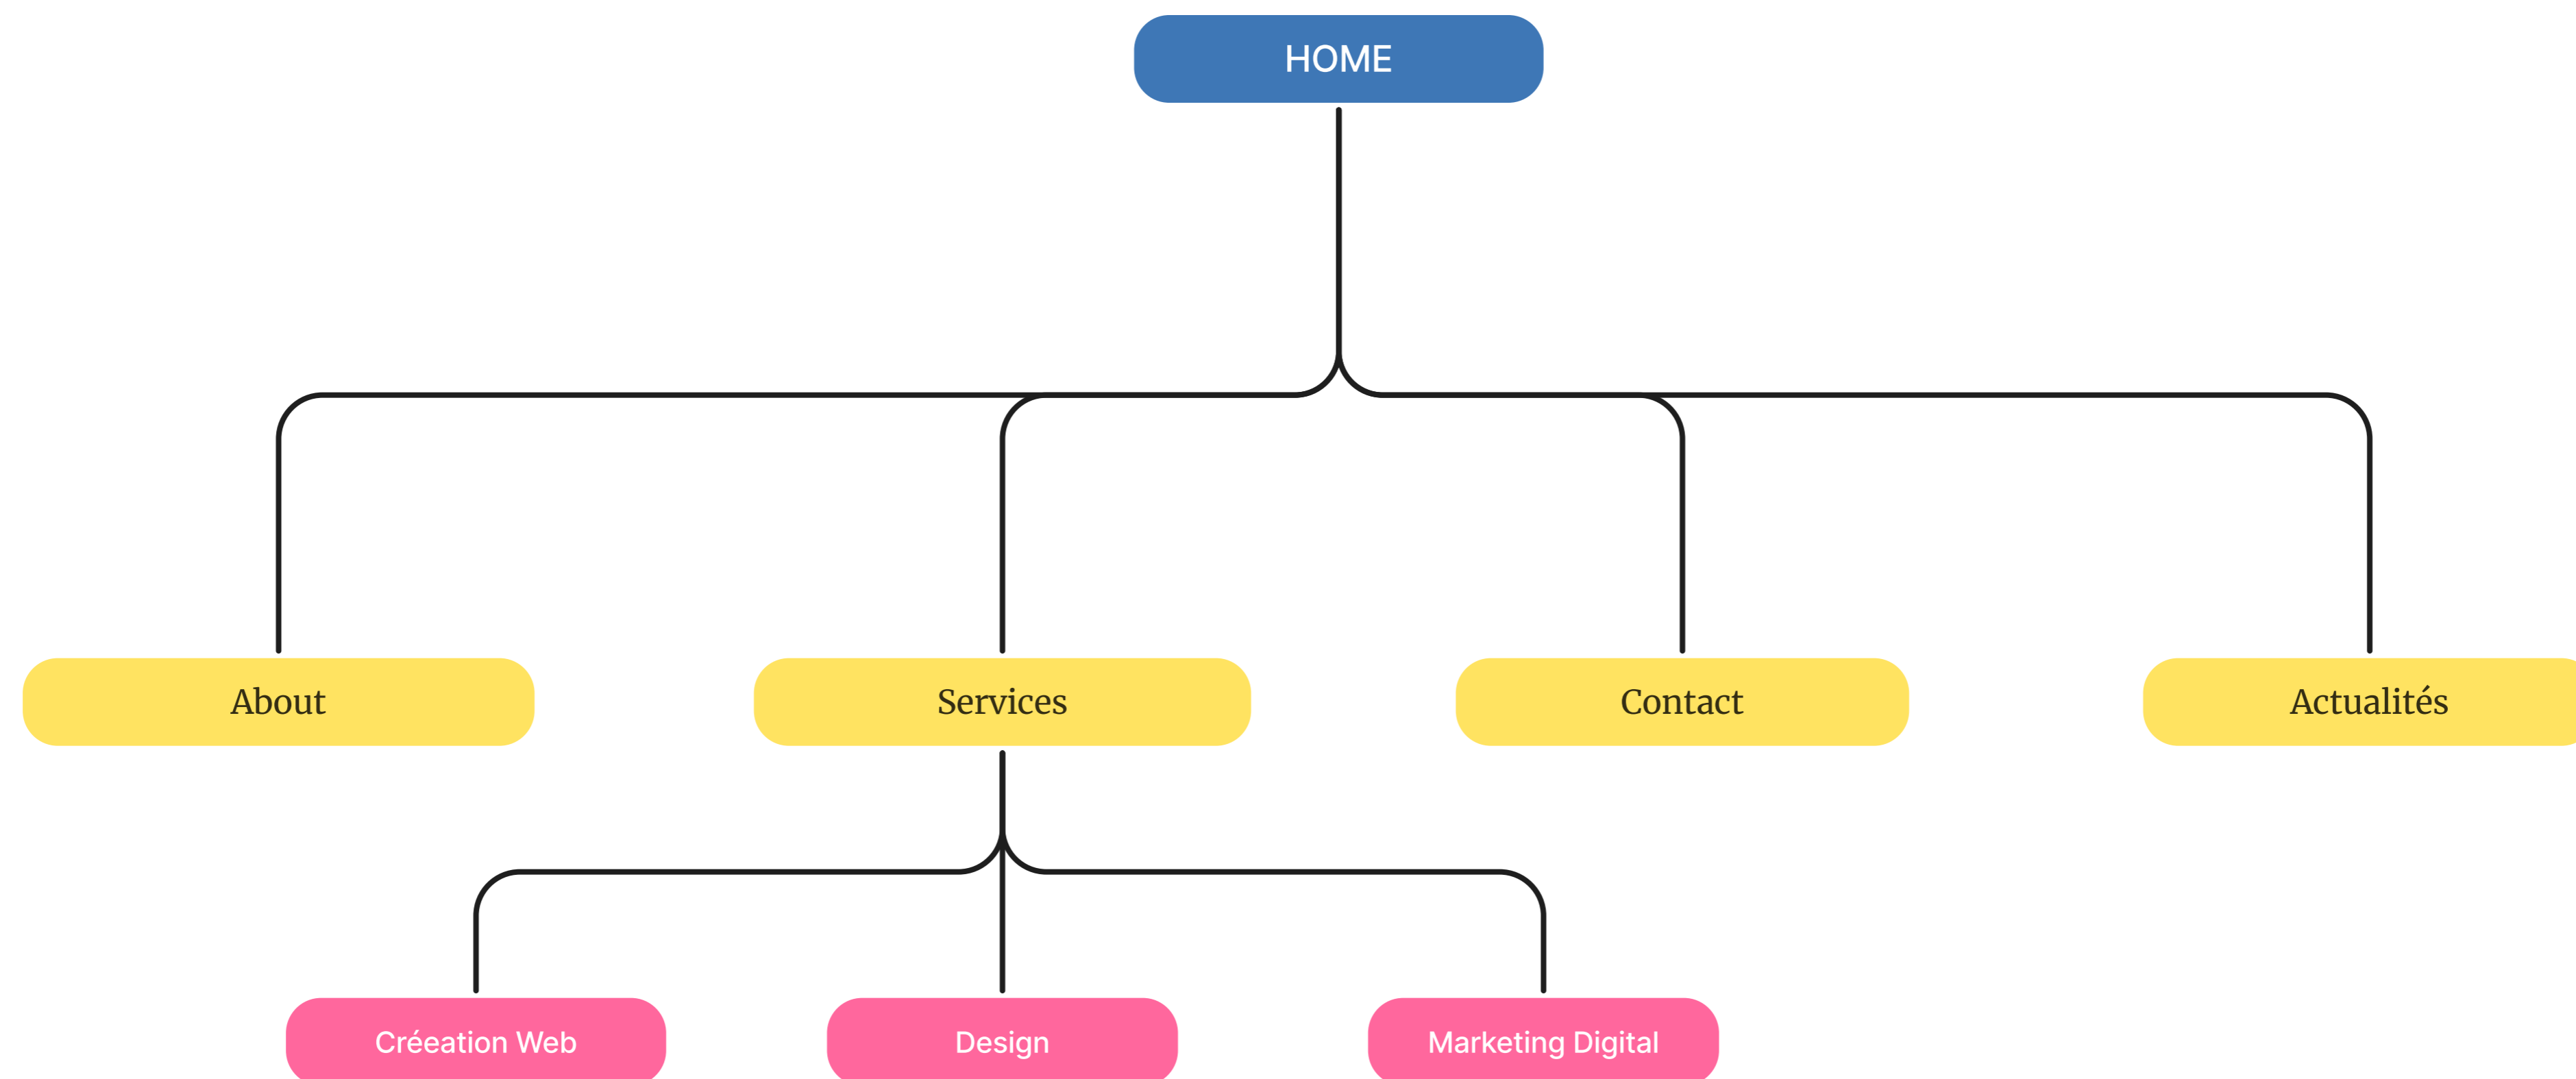 HOME
About
Services
Contact
Actualités
Créeation Web
Design
Marketing Digital